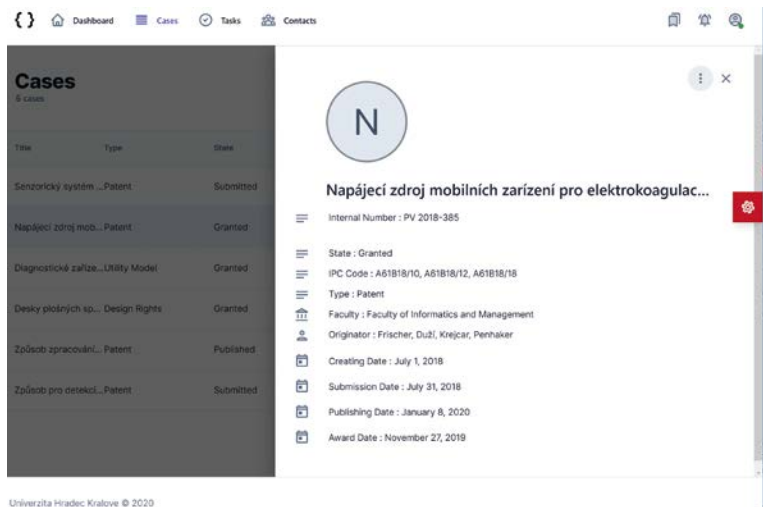 { } Dashboard Cases Tasks Contacts
Cases
6 cases
Title Type State
Senzorický systém ... Patent Submitted
Napájecí zdroj mob... Patent Granted
Diagnostické zaříze... Utility Model Granted
Desky plošných sp... Design Rights Granted
Způsob zpracování... Patent Published
Způsob pro detekci... Patent Submitted
N
Napájecí zdroj mobilních zarízení pro elektrokoagulac...
Internal Number : PV 2018-385
State : Granted
IPC Code : A61B18/10, A61B18/12, A61B18/18
Type : Patent
Faculty : Faculty of Informatics and Management
Originator : Frischer, Duží, Krejcar, Penhaker
Creating Date : July 1, 2018
Submission Date : July 31, 2018
Publishing Date : January 8, 2020
Award Date : November 27, 2019
Univerzita Hradec Kralove © 2020